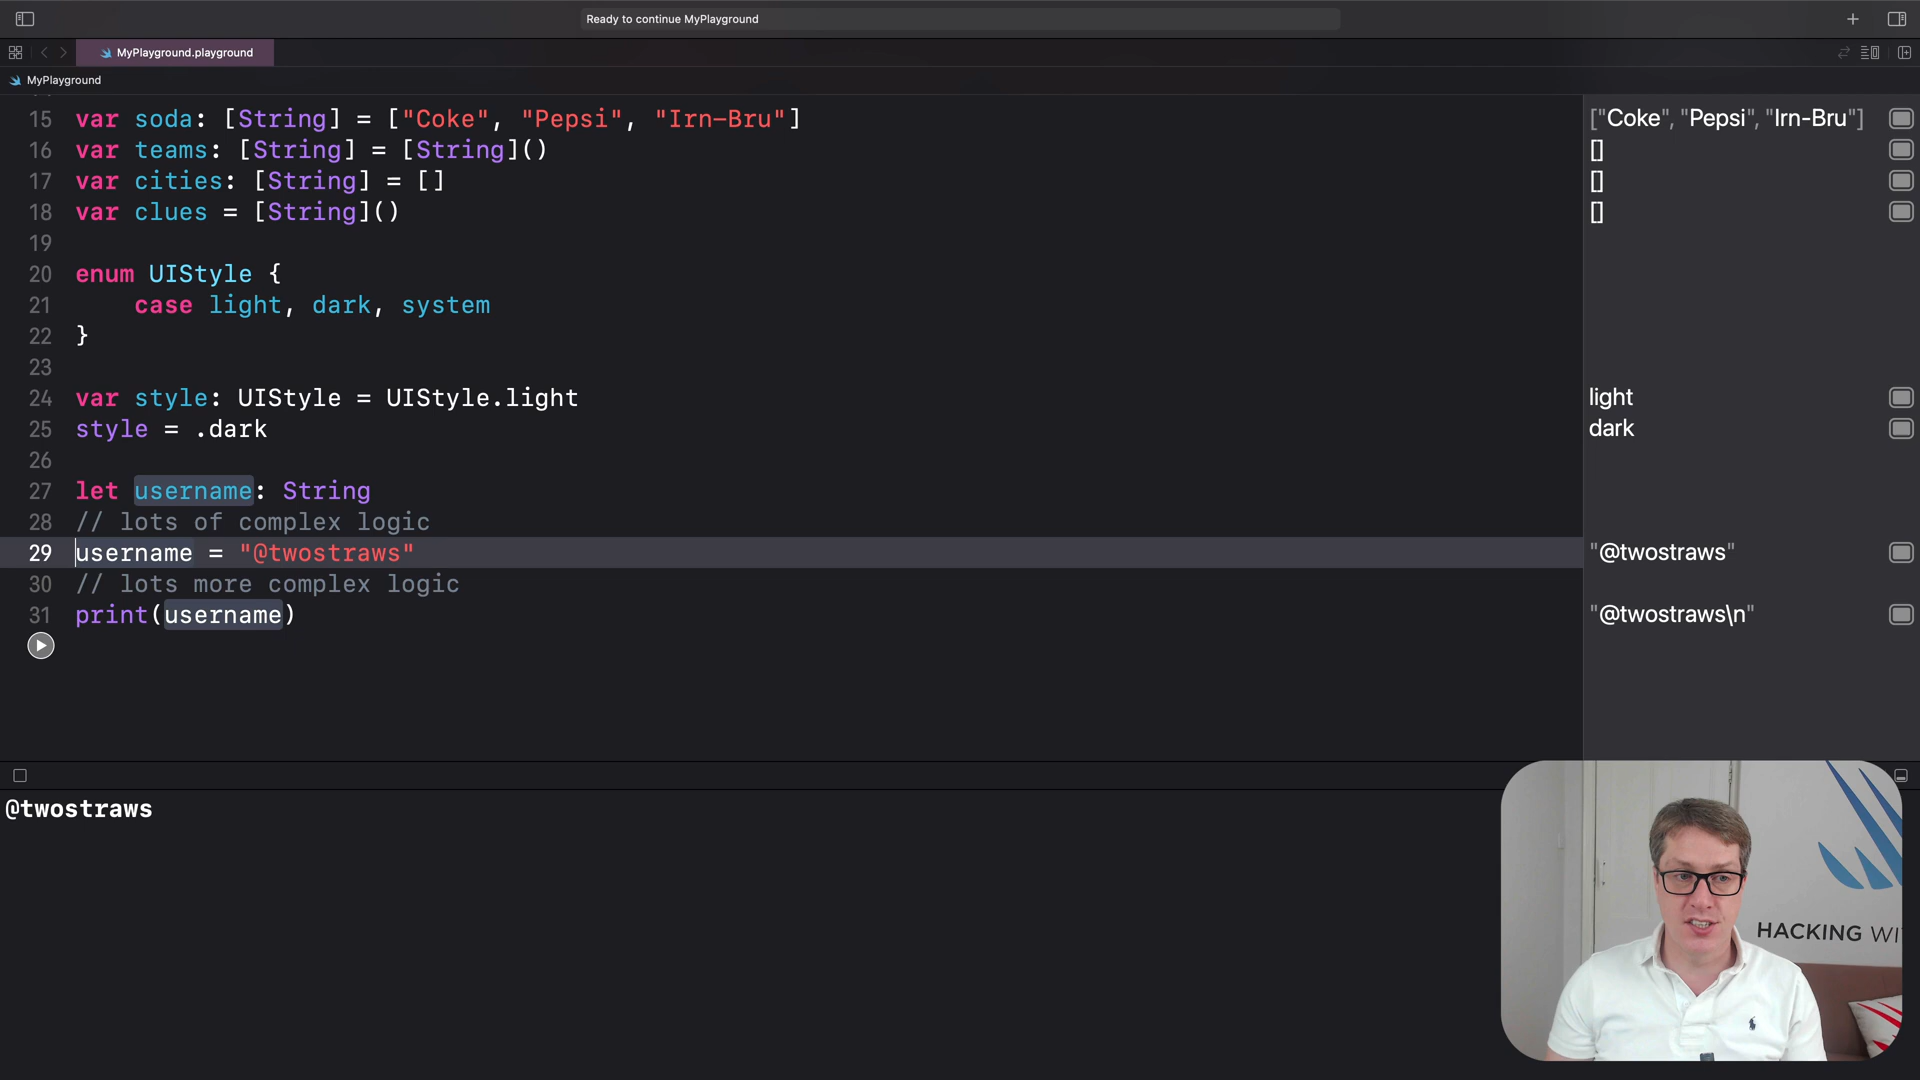 Ready to continue MyPlayground
MyPlayground.playground
MyPlayground
15 var soda: [String] = ["Coke", "Pepsi", "Irn-Bru"]
["Coke", "Pepsi", "Irn-Bru"]
16 var teams: [String] = [String]()
[]
17 var cities: [String] = []
[]
18 var clues = [String]()
[]
19
20 enum UIStyle {
21 case light, dark, system
22 }
23
24 var style: UIStyle = UIStyle.light
light
25 style = .dark
dark
26
27 let username: String
28 // lots of complex logic
29 username = "@twostraws"
"@twostraws"
30 // lots more complex logic
31 print(username)
"@twostraws\n"
@twostraws
HACKING WI